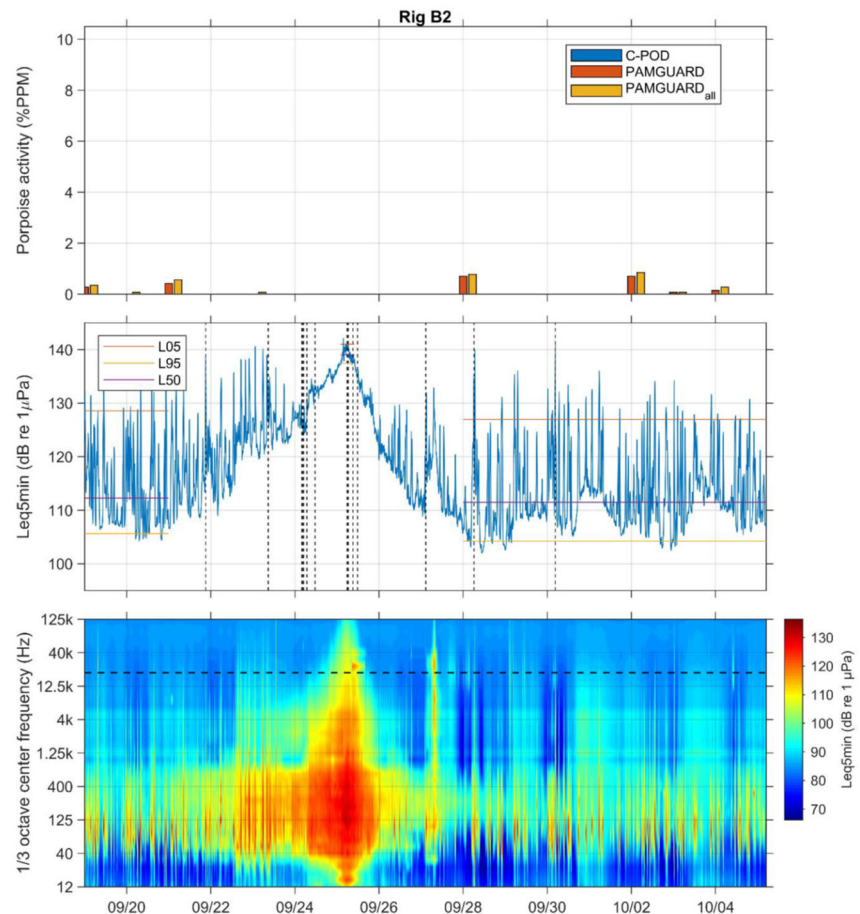 Rig B2
Porpoise activity (%PPM)
10
8
6
4
2
0
C-POD
PAMGUARD
PAMGUARDall
Leq5min (dB re 1μPa)
140
130
120
110
100
L05
L95
L50
1/3 octave center frequency (Hz)
125k
40k
12.5k
4k
1.25k
400
125
40
12
09/20 09/22 09/24 09/26 09/28 09/30 10/02 10/04
130
120
110
100
90
80
70
Leq5min (dB re 1 μPa)